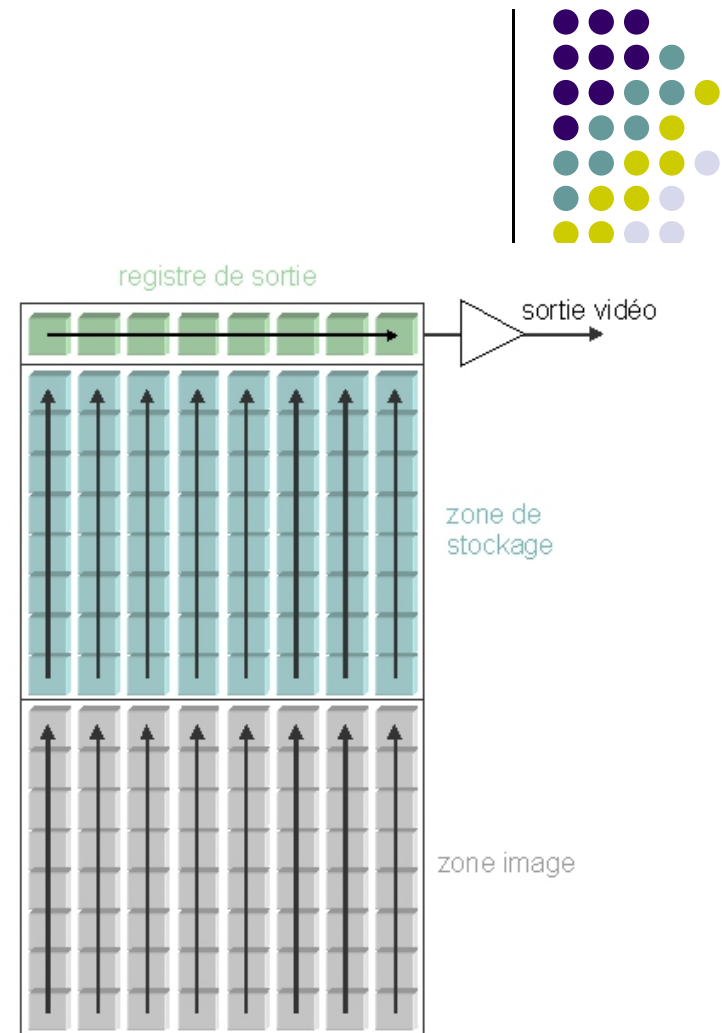 registre de sortie
sortie vidéo
zone de
stockage
zone image